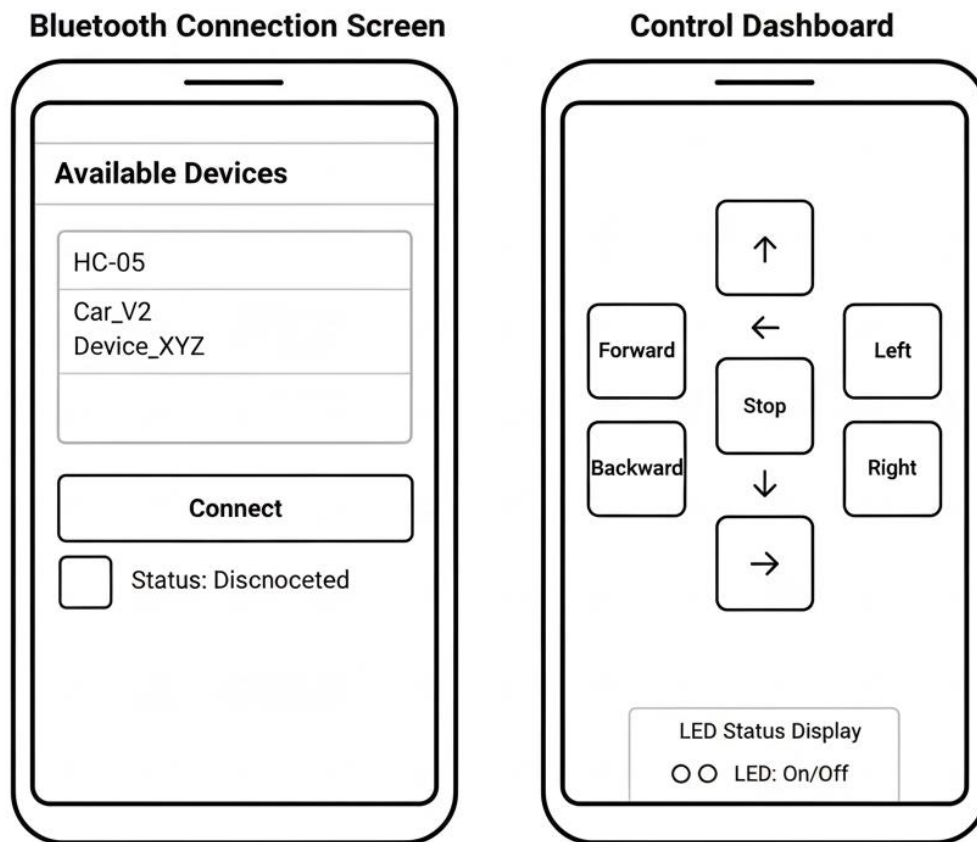 Bluetooth Connection Screen
Available Devices
HC-05
Car_V2
Device_XYZ
Connect
Status: Discnoceted
Control Dashboard
↑
←
Forward
Left
Stop
Backward
Right
↓
→
LED Status Display
LED: On/Off